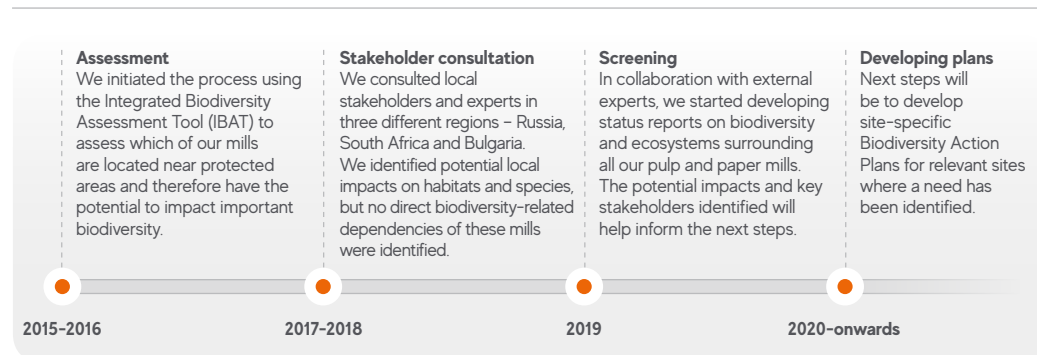 Assessment
We initiated the process using
the Integrated Biodiversity
Assessment Tool (IBAT) to
assess which of our mills
are located near protected
areas and therefore have the
potential to impact important
biodiversity.
Stakeholder consultation
We consulted local
stakeholders and experts in
three different regions – Russia,
South Africa and Bulgaria.
We identified potential local
impacts on habitats and species,
but no direct biodiversity-related
dependencies of these mills
were identified.
Screening
In collaboration with external
experts, we started developing
status reports on biodiversity
and ecosystems surrounding
all our pulp and paper mills.
The potential impacts and key
stakeholders identified will
help inform the next steps.
Developing plans
Next steps will
be to develop
site-specific
Biodiversity Action
Plans for relevant sites
where a need has
been identified.
2015-2016
2017-2018
2019
2020-onwards